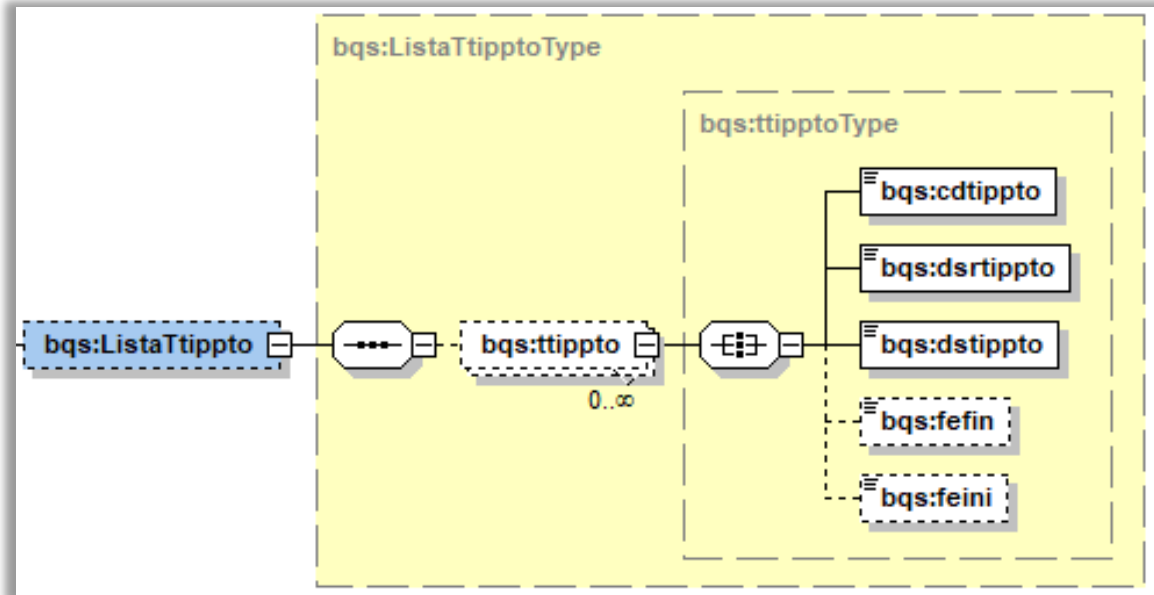 bqs:ListaTtipptoType
bqs:ttipptoType
bqs:cdtippto
bqs:dsrtippto
bqs:ListaTtippto
bqs:ttippto
bqs:dstippto
0..∞
bqs:fefin
bqs:feini